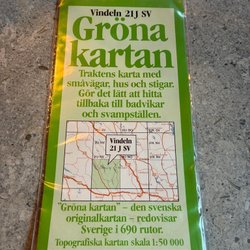 Vindeln 21J SV
Gröna
kartan
Traktens karta med
småvägar, hus och stigar.
Gör det lätt att hitta
tillbaka till badvikar
och svampställen.
Vindeln
21 J SV
"Gröna kartan" – den svenska
originalkartan – redovisar
Sverige i 690 rutor.
Topografiska kartan skala 1:50 000